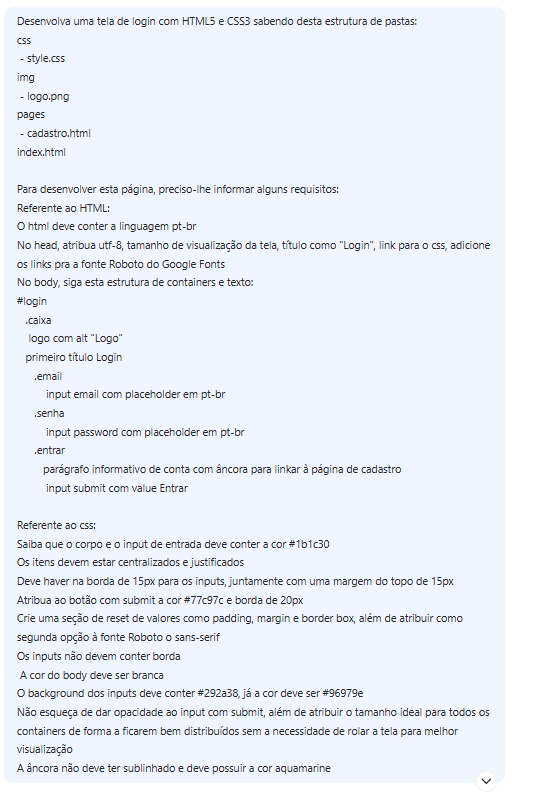 Desenvolva uma tela de login com HTML5 e CSS3 sabendo desta estrutura de pastas:
css
- style.css
img
- logo.png
pages
- cadastro.html
index.html
Para desenvolver esta página, preciso-lhe informar alguns requisitos:
Referente ao HTML:
O html deve conter a linguagem pt-br
No head, atribua utf-8, tamanho de visualização da tela, título como "Login", link para o css, adicione
os links pra a fonte Roboto do Google Fonts
No body, siga esta estrutura de containers e texto:
#login
.caixa
logo com alt "Logo"
primeiro título Login
.email
input email com placeholder em pt-br
.senha
input password com placeholder em pt-br
.entrar
parágrafo informativo de conta com âncora para linkar à página de cadastro
input submit com value Entrar
Referente ao css:
Saiba que o corpo e o input de entrada deve conter a cor #1b1c30
Os itens devem estar centralizados e justificados
Deve haver na borda de 15px para os inputs, juntamente com uma margem do topo de 15px
Atribua ao botão com submit a cor #77c97c e borda de 20px
Crie uma seção de reset de valores como padding, margin e border box, além de atribuir como
segunda opção à fonte Roboto o sans-serif
Os inputs não devem conter borda
A cor do body deve ser branca
O background dos inputs deve conter #292a38, já a cor deve ser #96979e
Não esqueça de dar opacidade ao input com submit, além de atribuir o tamanho ideal para todos os
containers de forma a ficarem bem distribuídos sem a necessidade de rolar a tela para melhor
visualização
A âncora não deve ter sublinhado e deve possuir a cor aquamarine